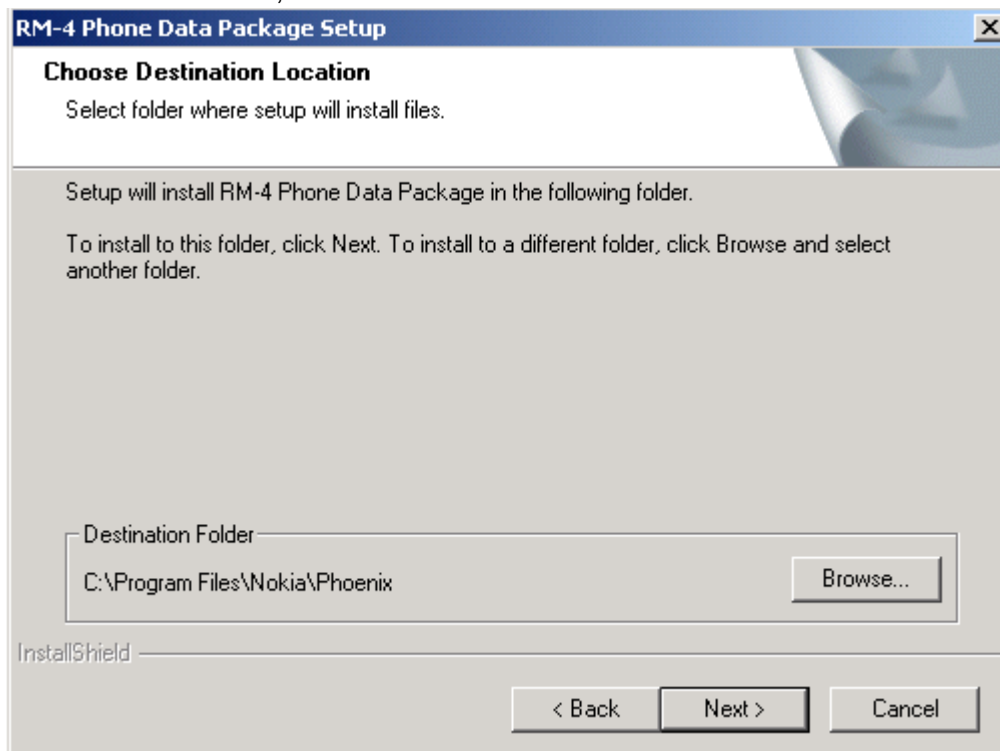 RM-4 Phone Data Package Setup
Choose Destination Location
Select folder where setup will install files.
Setup will install RM-4 Phone Data Package in the following folder.
To install to this folder, click Next. To install to a different folder, click Browse and select
another folder.
Destination Folder
C:\Program Files\Nokia\Phoenix
Browse...
InstallShield
< Back
Next >
Cancel